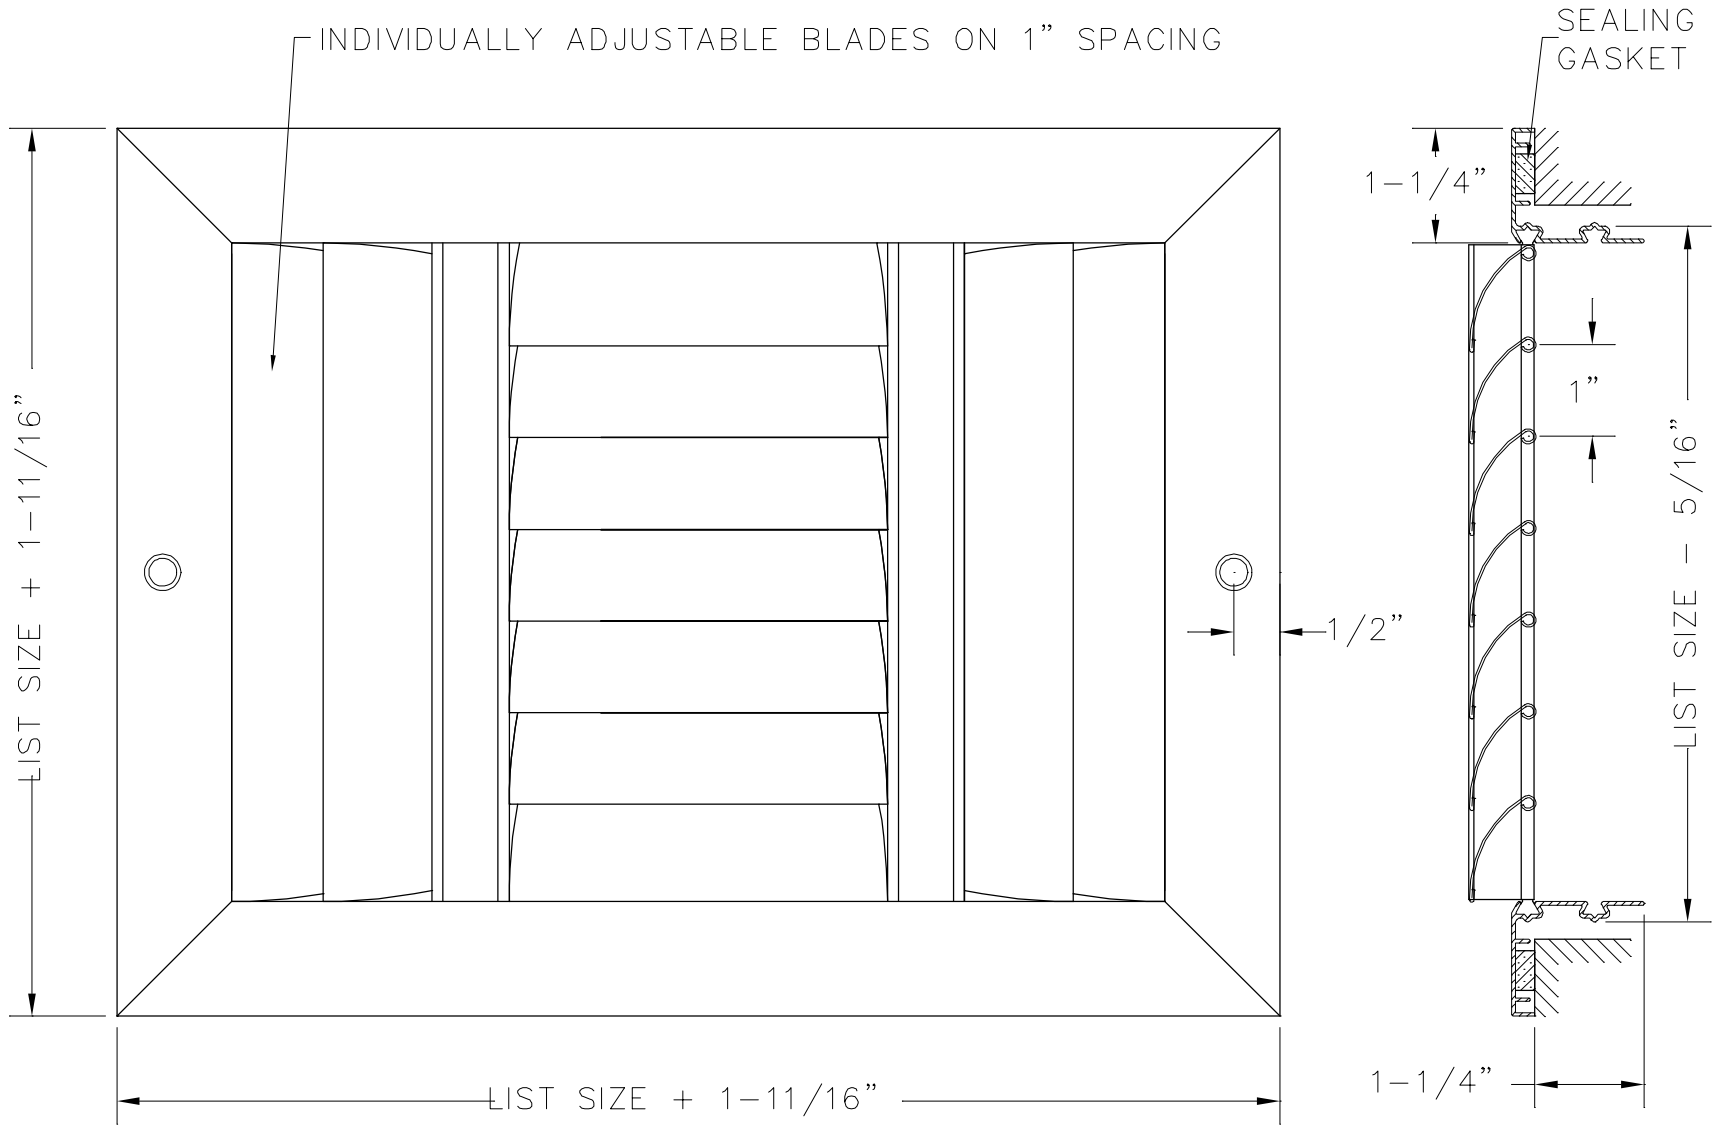 INDIVIDUALLY ADJUSTABLE BLADES ON 1” SPACING
SEALING
GASKET
1-1/4”
1”
LIST SIZE + 1-11/16”
LIST SIZE - 5/16”
1/2”
1-1/4”
LIST SIZE + 1-11/16”